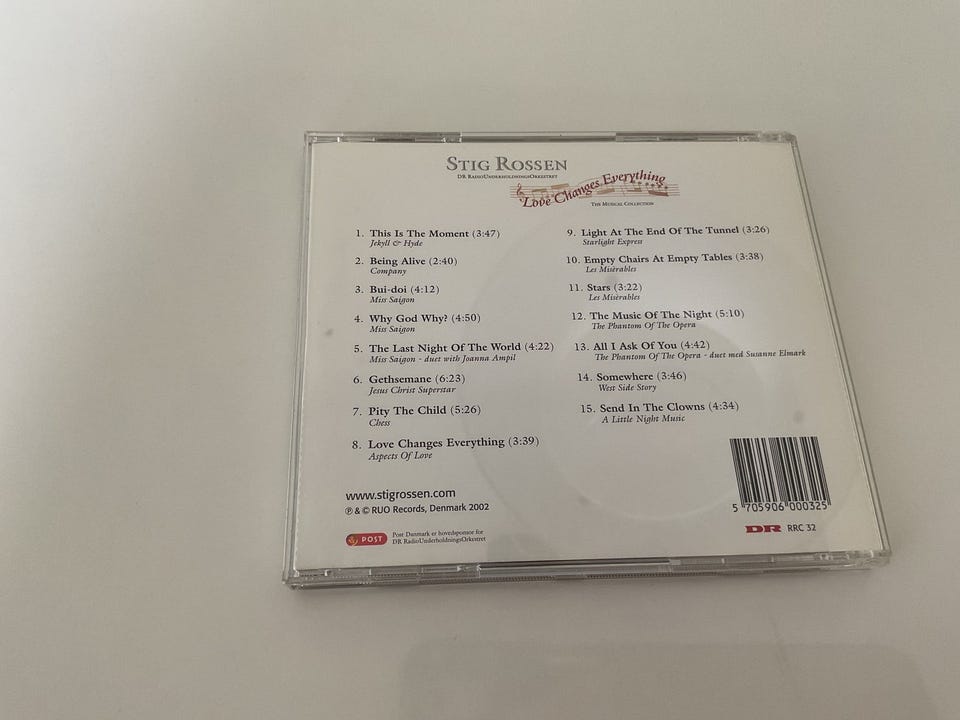 STIG ROSSEN
DR RADIOUNDERHOLDNINGSORKESTRET
Love Changes Everything
THE MUSICAL COLLECTION
1. This Is The Moment (3:47)
Jekyll & Hyde
2. Being Alive (2:40)
Company
3. Bui-doi (4:12)
Miss Saigon
4. Why God Why? (4:50)
Miss Saigon
5. The Last Night Of The World (4:22)
Miss Saigon - duet with Joanna Ampil
6. Gethsemane (6:23)
Jesus Christ Superstar
7. Pity The Child (5:26)
Chess
8. Love Changes Everything (3:39)
Aspects Of Love
9. Light At The End Of The Tunnel (3:26)
Starlight Express
10. Empty Chairs At Empty Tables (3:38)
Les Misèrables
11. Stars (3:22)
Les Misèrables
12. The Music Of The Night (5:10)
The Phantom Of The Opera
13. All I Ask Of You (4:42)
The Phantom Of The Opera - duet med Susanne Elmark
14. Somewhere (3:46)
West Side Story
15. Send In The Clowns (4:34)
A Little Night Music
www.stigrossen.com
℗ & © RUO Records, Denmark 2002
POST
Post Danmark er hovedsponsor for
DR RadioUnderholdningsOrkestret
5 705906 000325
DR RRC 32